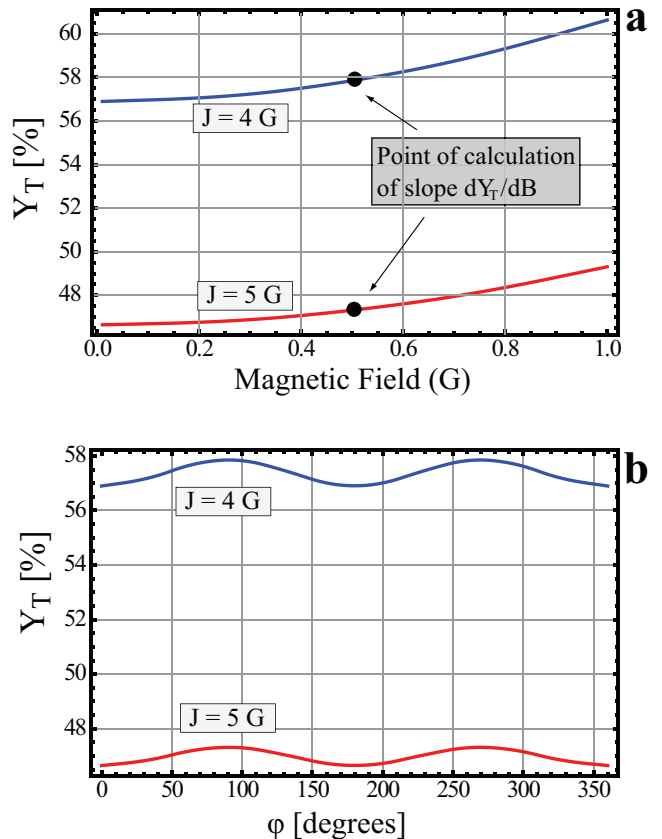 a
60
58
56
54
52
50
48
Y_T [%]
J = 4 G
Point of calculation
of slope dY_T/dB
J = 5 G
0.0 0.2 0.4 0.6 0.8 1.0
Magnetic Field (G)
b
58
56
54
52
50
48
Y_T [%]
J = 4 G
J = 5 G
0 50 100 150 200 250 300 350
φ [degrees]